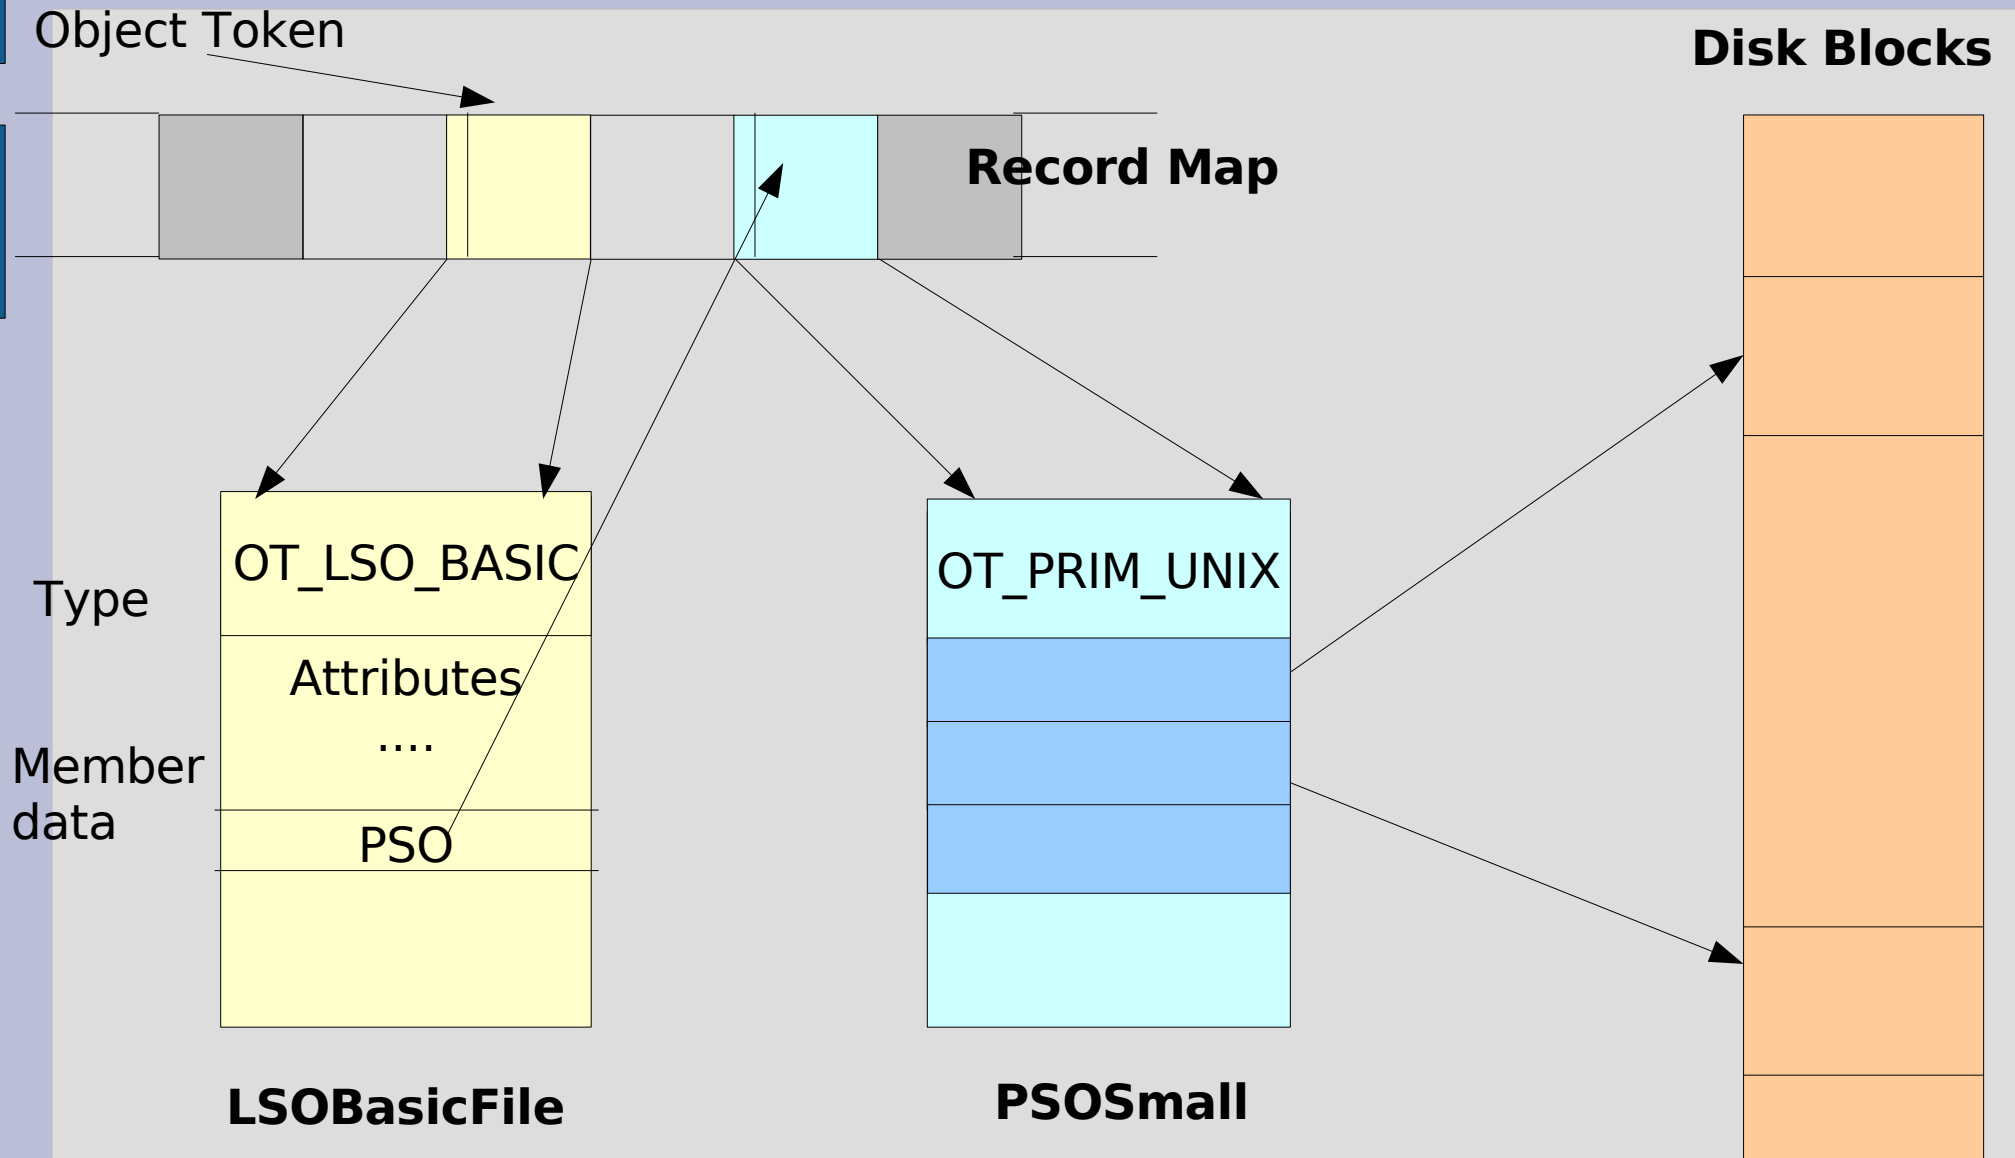 Object Token
Disk Blocks
Record Map
OT_LSO_BASIC
OT_PRIM_UNIX
Type
Attributes
....
Member
data
PSO
LSOBasicFile
PSOSmall